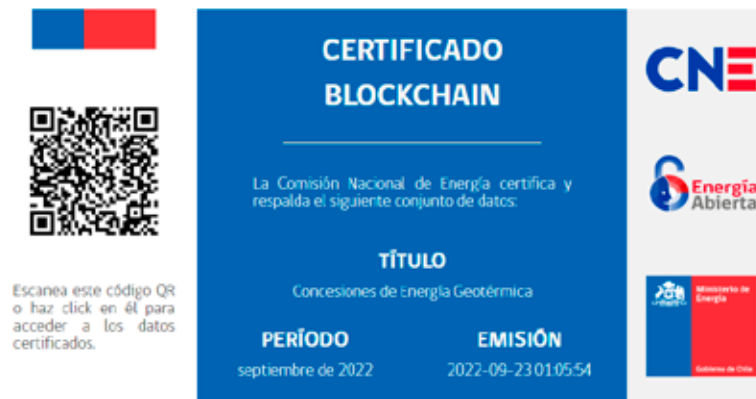 CERTIFICADO
BLOCKCHAIN
La Comisión Nacional de Energía certifica y
respalda el siguiente conjunto de datos:
TÍTULO
Concesiones de Energía Geotérmica
PERÍODO
septiembre de 2022
EMISIÓN
2022-09-23 01:05:54
Escanea este código QR
o haz click en él para
acceder a los datos
certificados.
CNE
Energía
Abierta
Ministerio de
Energía
Gobierno de Chile